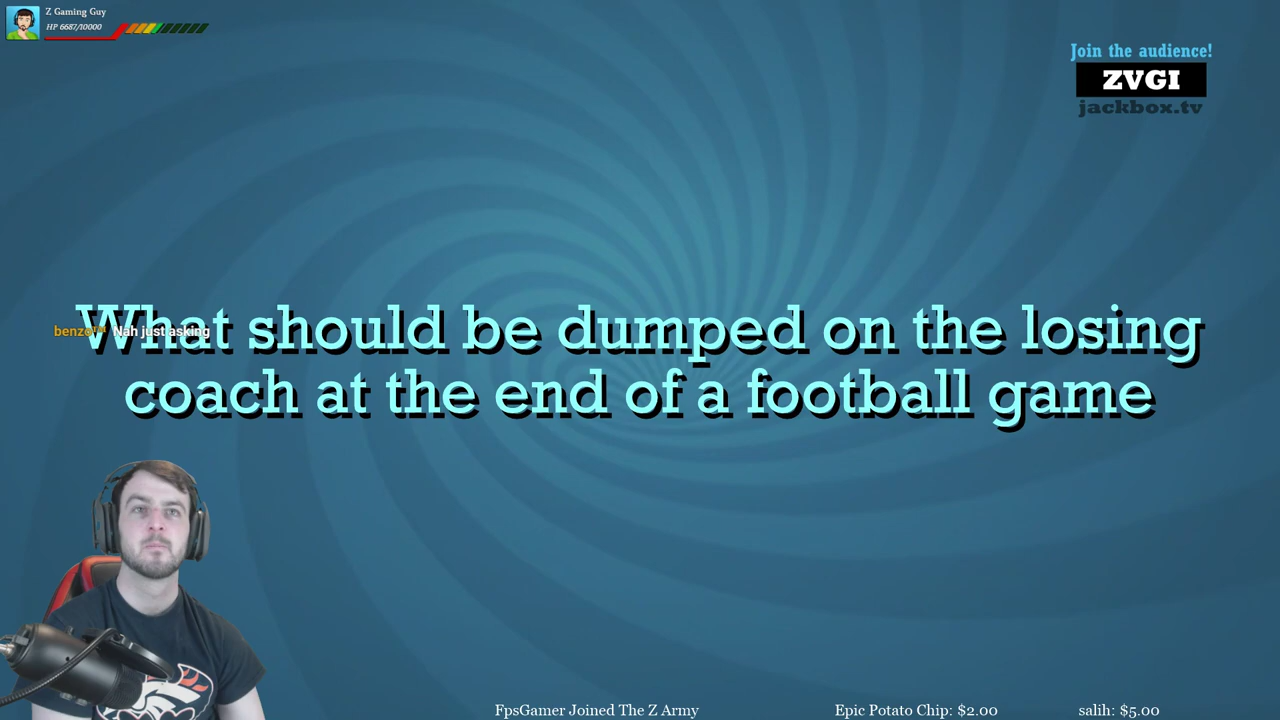 Z Gaming Guy
HP 6687/10000
Join the audience!
ZVGI
jackbox.tv
What should be dumped on the losing
benzo™ Nah just asking
coach at the end of a football game
FpsGamer Joined The Z Army
Epic Potato Chip: $2.00
salih: $5.00